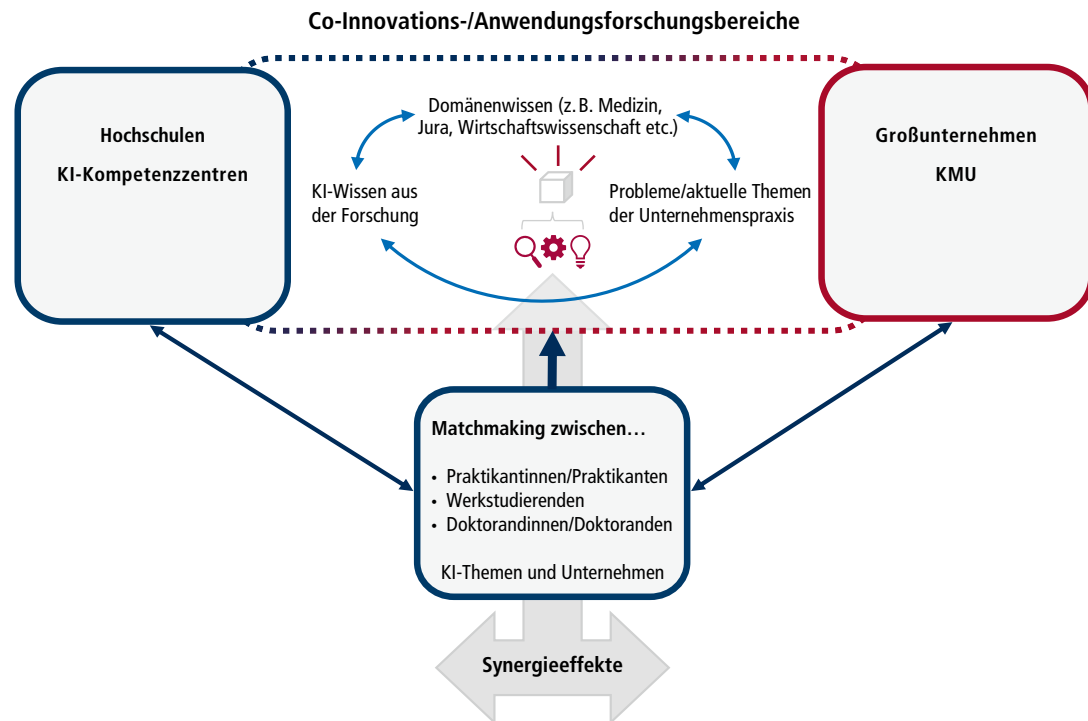 Co-Innovations-/Anwendungsforschungsbereiche
Hochschulen
KI-Kompetenzzentren
Domänenwissen (z. B. Medizin,
Jura, Wirtschaftswissenschaft etc.)
KI-Wissen aus
der Forschung
Probleme/aktuelle Themen
der Unternehmenspraxis
Großunternehmen
KMU
Matchmaking zwischen…
• Praktikantinnen/Praktikanten
• Werkstudierenden
• Doktorandinnen/Doktoranden
KI-Themen und Unternehmen
Synergieeffekte